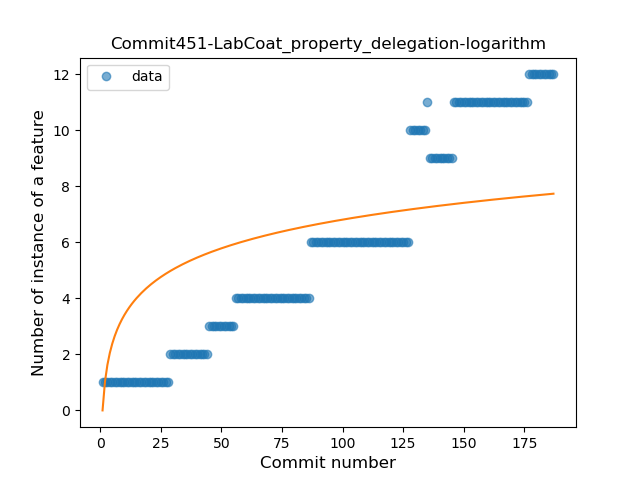 Commit451-LabCoat_property_delegation-logarithm
data
Number of instance of a feature
12
10
8
6
4
2
0
0 25 50 75 100 125 150 175
Commit number